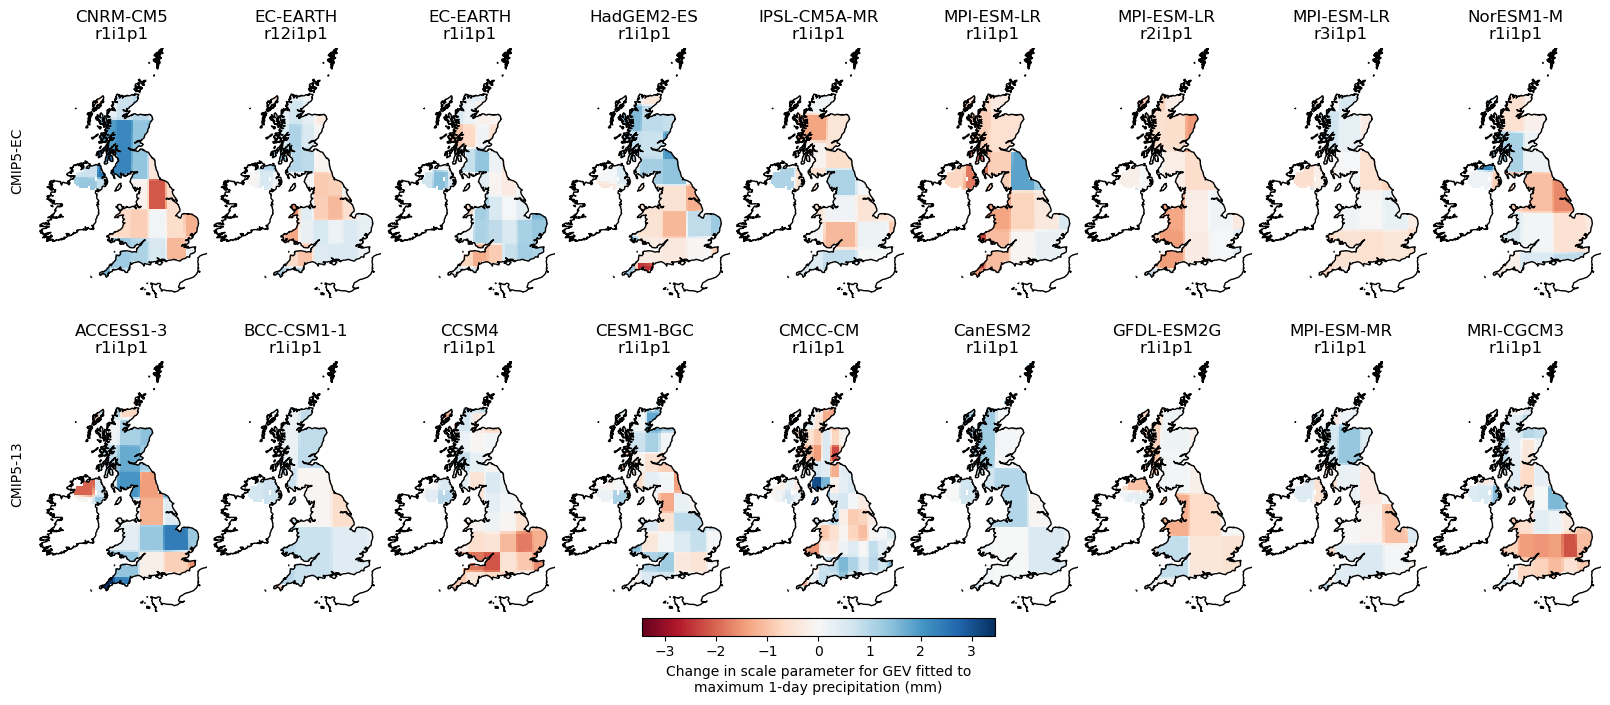 CNRM-CM5 EC-EARTH EC-EARTH HadGEM2-ES IPSL-CM5A-MR MPI-ESM-LR MPI-ESM-LR MPI-ESM-LR NorESM1-M
r1i1p1 r12i1p1 r1i1p1 r1i1p1 r1i1p1 r1i1p1 r2i1p1 r3i1p1 r1i1p1
CMIP5-EC
ACCESS1-3 BCC-CSM1-1 CCSM4 CESM1-BGC CMCC-CM CanESM2 GFDL-ESM2G MPI-ESM-MR MRI-CGCM3
r1i1p1 r1i1p1 r1i1p1 r1i1p1 r1i1p1 r1i1p1 r1i1p1 r1i1p1 r1i1p1
CMIP5-13
−3 −2 −1 0 1 2 3
Change in scale parameter for GEV fitted to
maximum 1-day precipitation (mm)